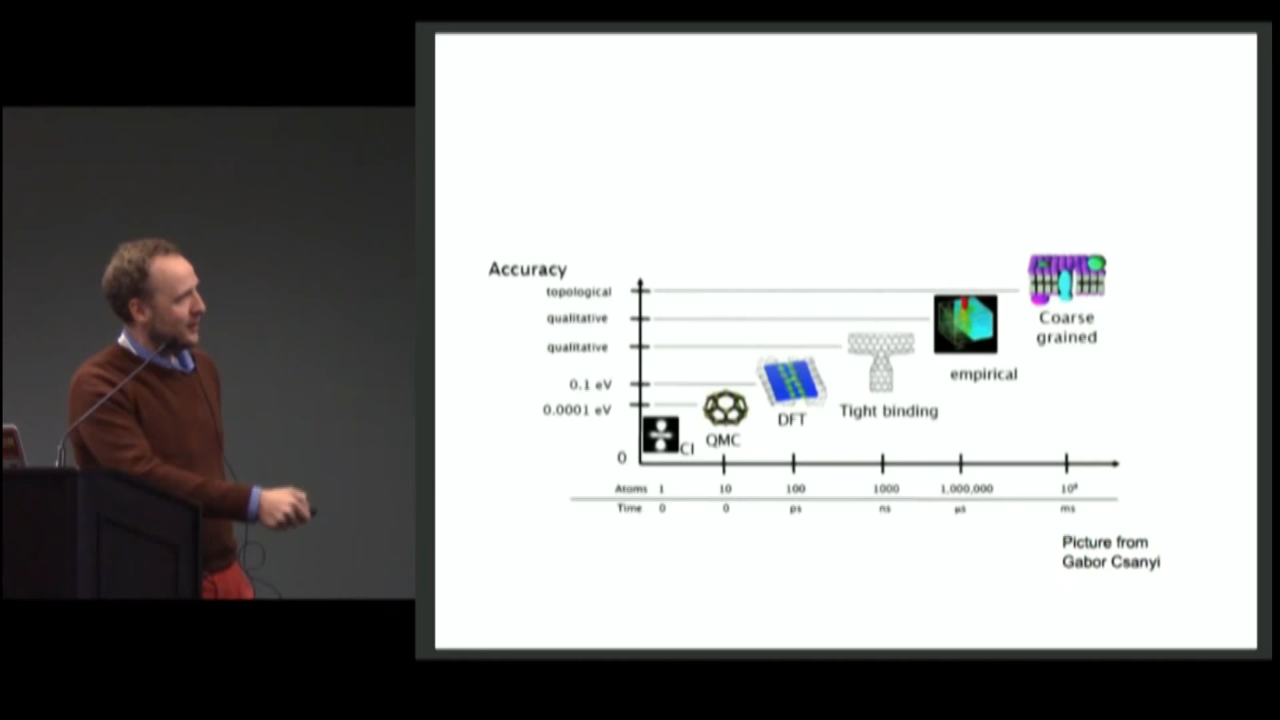 Accuracy
topological
qualitative
qualitative
0.1 eV
0.0001 eV
0
CI
QMC
DFT
Tight binding
empirical
Coarse
grained
Atoms 1 10 100 1000 1,000,000
Time 0 0 ps ns µs ms
Picture from
Gabor Csanyi